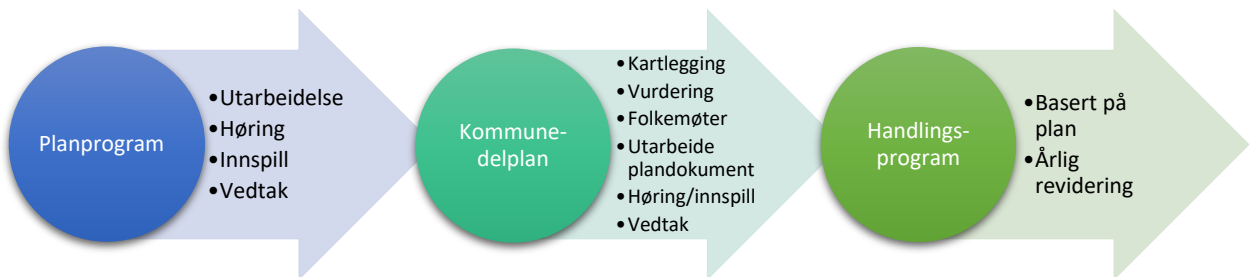 Planprogram
•Utarbeidelse
•Høring
•Innspill
•Vedtak
Kommune-
delplan
•Kartlegging
•Vurdering
•Folkemøter
•Utarbeide
plandokument
•Høring/innspill
•Vedtak
Handlings-
program
•Basert på
plan
•Årlig
revidering